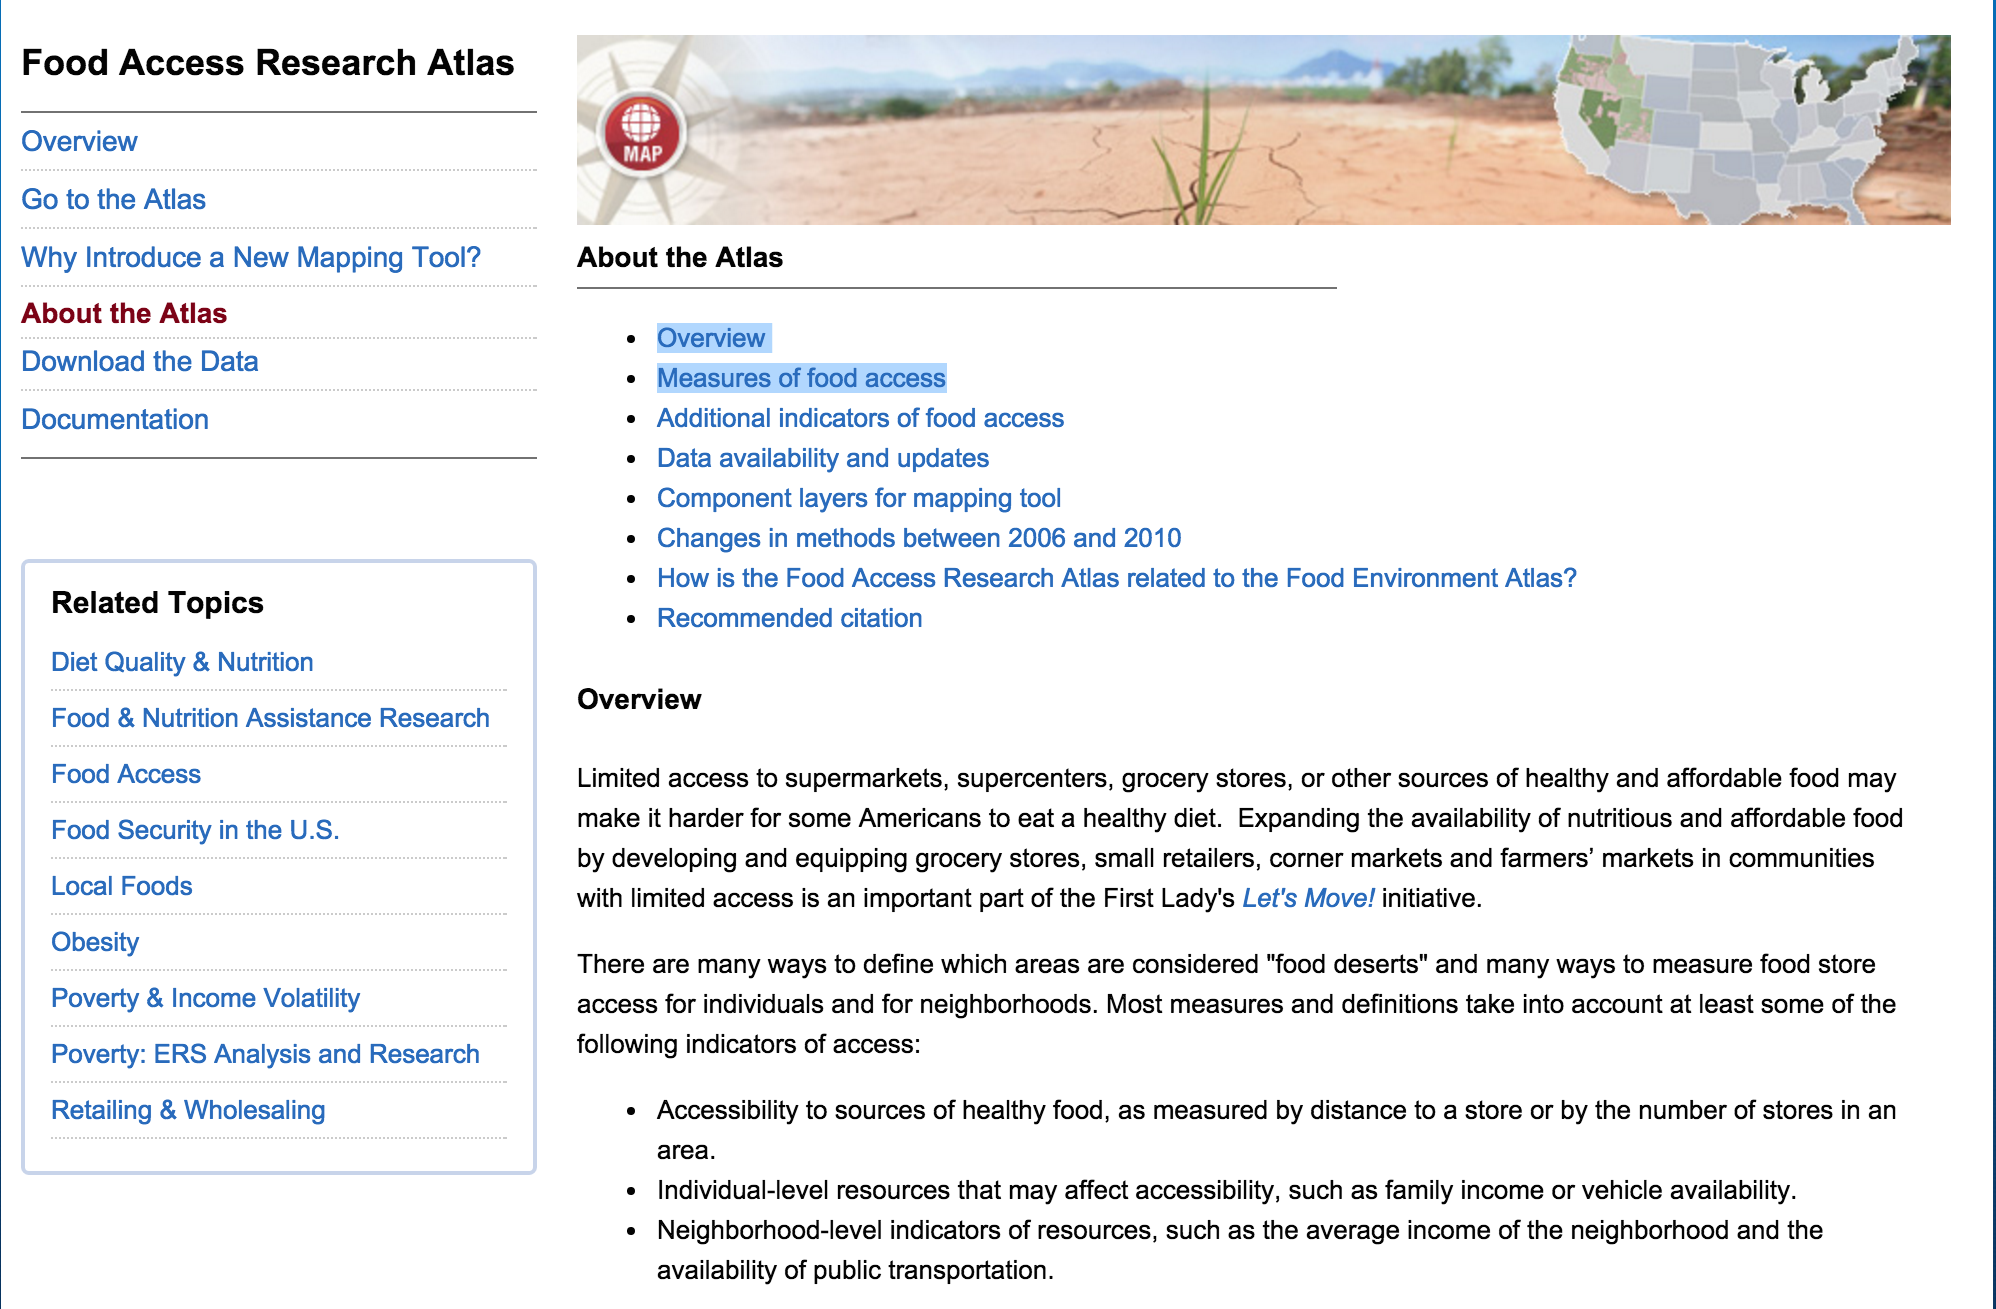 Food Access Research Atlas
Overview
Go to the Atlas
Why Introduce a New Mapping Tool?
About the Atlas
Download the Data
Documentation
Related Topics
Diet Quality & Nutrition
Food & Nutrition Assistance Research
Food Access
Food Security in the U.S.
Local Foods
Obesity
Poverty & Income Volatility
Poverty: ERS Analysis and Research
Retailing & Wholesaling
MAP
About the Atlas
Overview
Measures of food access
Additional indicators of food access
Data availability and updates
Component layers for mapping tool
Changes in methods between 2006 and 2010
How is the Food Access Research Atlas related to the Food Environment Atlas?
Recommended citation
Overview
Limited access to supermarkets, supercenters, grocery stores, or other sources of healthy and affordable food may
make it harder for some Americans to eat a healthy diet.  Expanding the availability of nutritious and affordable food
by developing and equipping grocery stores, small retailers, corner markets and farmers’ markets in communities
with limited access is an important part of the First Lady's Let's Move! initiative.
There are many ways to define which areas are considered "food deserts" and many ways to measure food store
access for individuals and for neighborhoods. Most measures and definitions take into account at least some of the
following indicators of access:
Accessibility to sources of healthy food, as measured by distance to a store or by the number of stores in an
area.
Individual-level resources that may affect accessibility, such as family income or vehicle availability.
Neighborhood-level indicators of resources, such as the average income of the neighborhood and the
availability of public transportation.